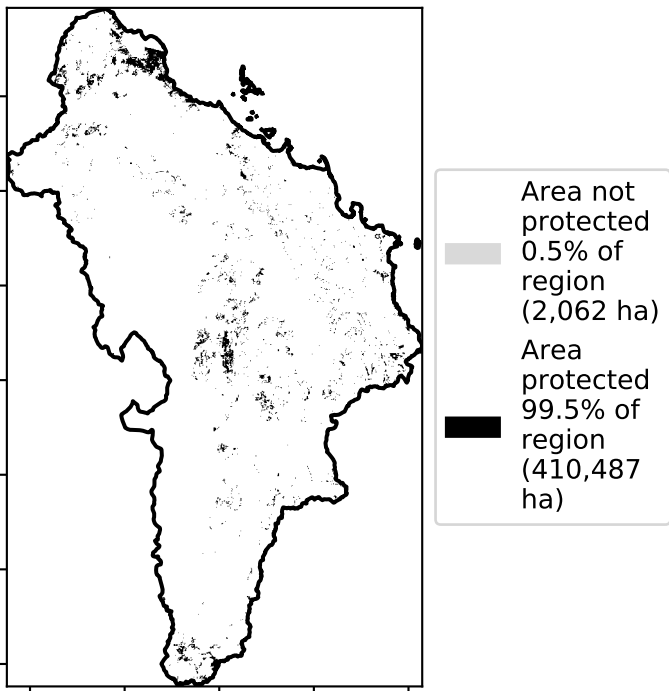 Area not
protected
0.5% of
region
(2,062 ha)
Area
protected
99.5% of
region
(410,487
ha)